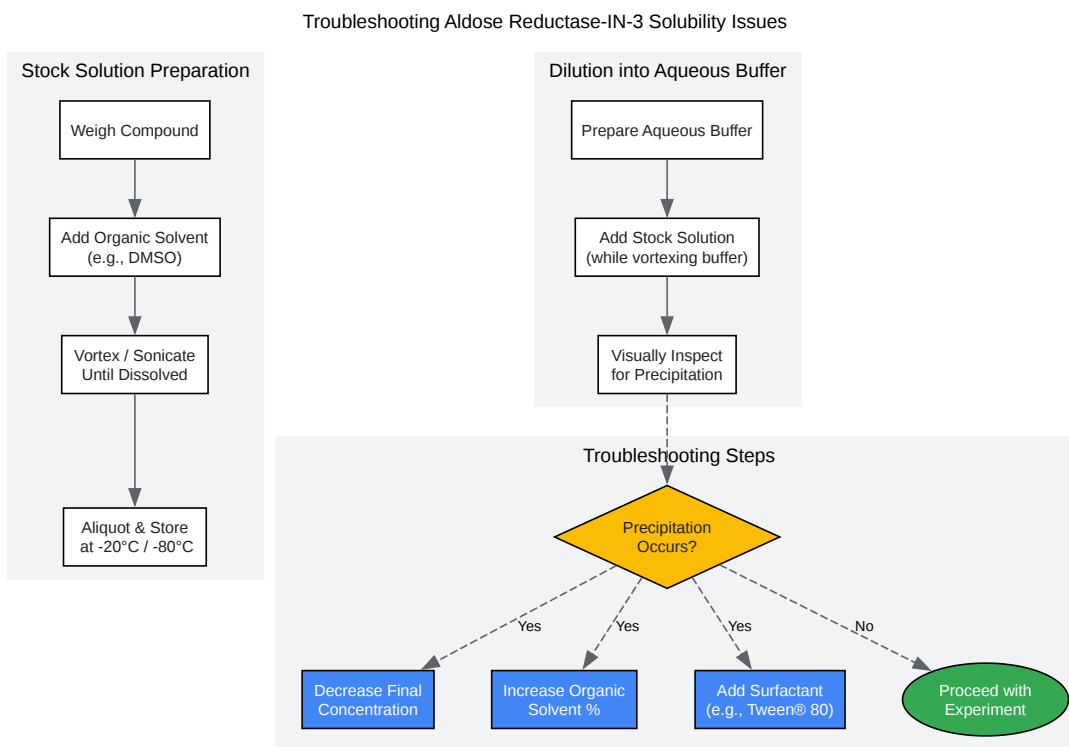 Troubleshooting Aldose Reductase-IN-3 Solubility Issues
Stock Solution Preparation
Weigh Compound
Add Organic Solvent
(e.g., DMSO)
Vortex / Sonicate
Until Dissolved
Aliquot & Store
at -20°C / -80°C
Dilution into Aqueous Buffer
Prepare Aqueous Buffer
Add Stock Solution
(while vortexing buffer)
Visually Inspect
for Precipitation
Troubleshooting Steps
Precipitation
Occurs?
Yes
Yes
Yes
No
Decrease Final
Concentration
Increase Organic
Solvent %
Add Surfactant
(e.g., Tween® 80)
Proceed with
Experiment